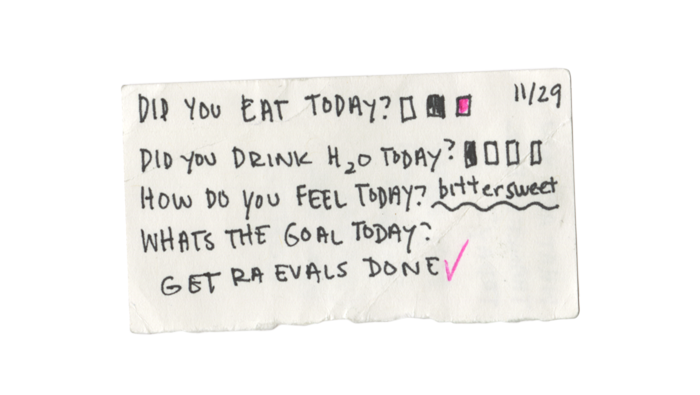 DID YOU EAT TODAY? 11/29
DID YOU DRINK H₂O TODAY?
HOW DO YOU FEEL TODAY? bittersweet
WHATS THE GOAL TODAY?
GET RA EVALS DONE ✓